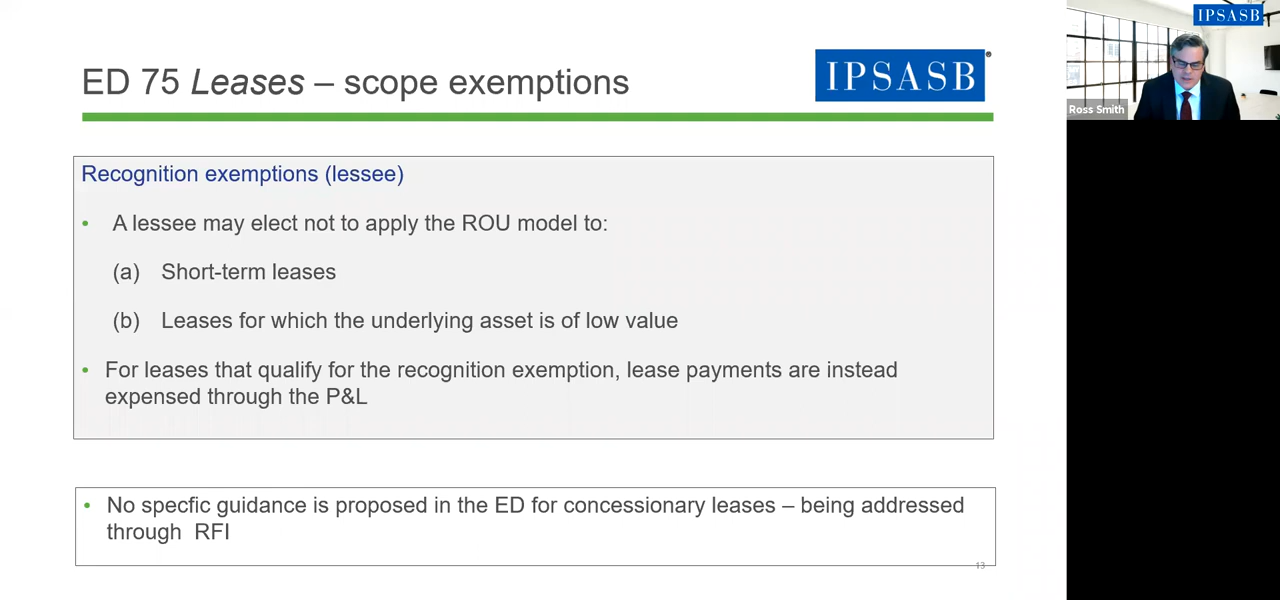 ED 75 Leases – scope exemptions
IPSASB
Recognition exemptions (lessee)
• A lessee may elect not to apply the ROU model to:
(a) Short-term leases
(b) Leases for which the underlying asset is of low value
• For leases that qualify for the recognition exemption, lease payments are instead
expensed through the P&L
• No specfic guidance is proposed in the ED for concessionary leases – being addressed
through RFI
13
IPSASB
Ross Smith